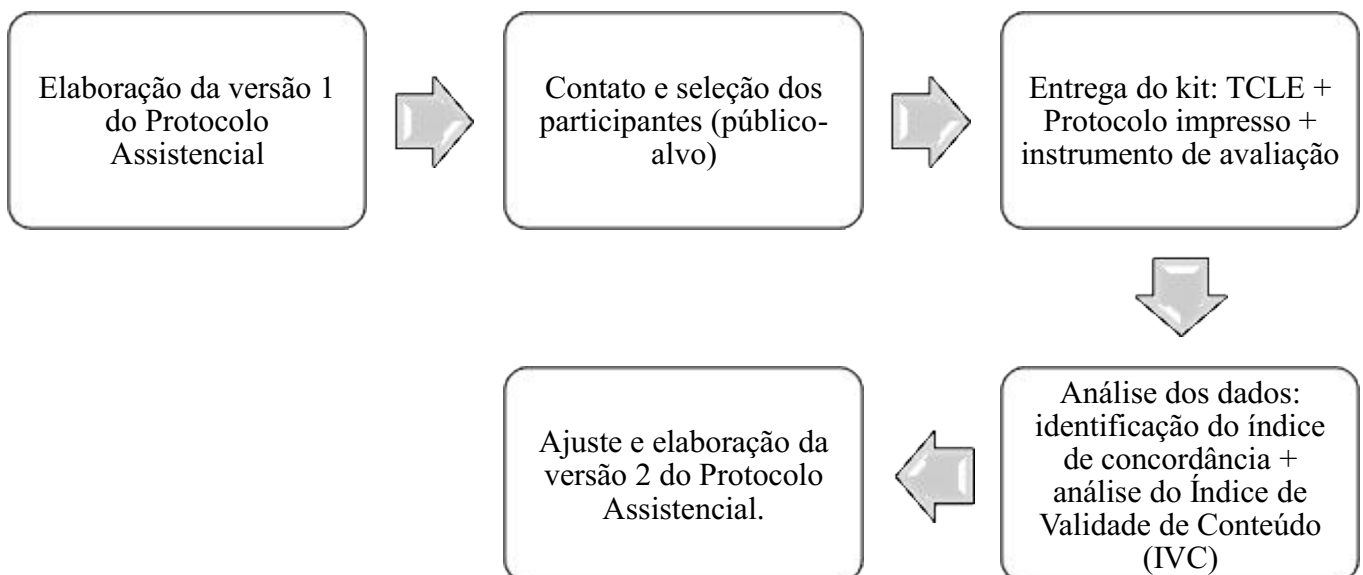 Elaboração da versão 1
do Protocolo
Assistencial
Contato e seleção dos
participantes (público-
alvo)
Entrega do kit: TCLE +
Protocolo impresso +
instrumento de avaliação
Análise dos dados:
identificação do índice
de concordância +
análise do Índice de
Validade de Conteúdo
(IVC)
Ajuste e elaboração da
versão 2 do Protocolo
Assistencial.